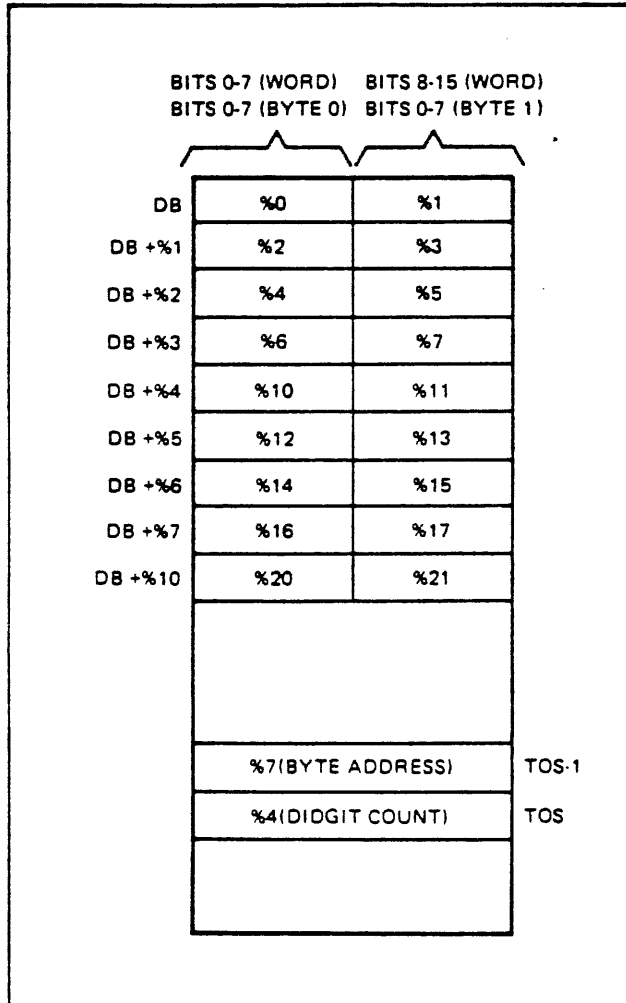 BITS 0-7 (WORD) BITS 8-15 (WORD)
BITS 0-7 (BYTE 0) BITS 0-7 (BYTE 1)
DB %0 %1
DB +%1 %2 %3
DB +%2 %4 %5
DB +%3 %6 %7
DB +%4 %10 %11
DB +%5 %12 %13
DB +%6 %14 %15
DB +%7 %16 %17
DB +%10 %20 %21
%7(BYTE ADDRESS) TOS-1
%4(DIDGIT COUNT) TOS